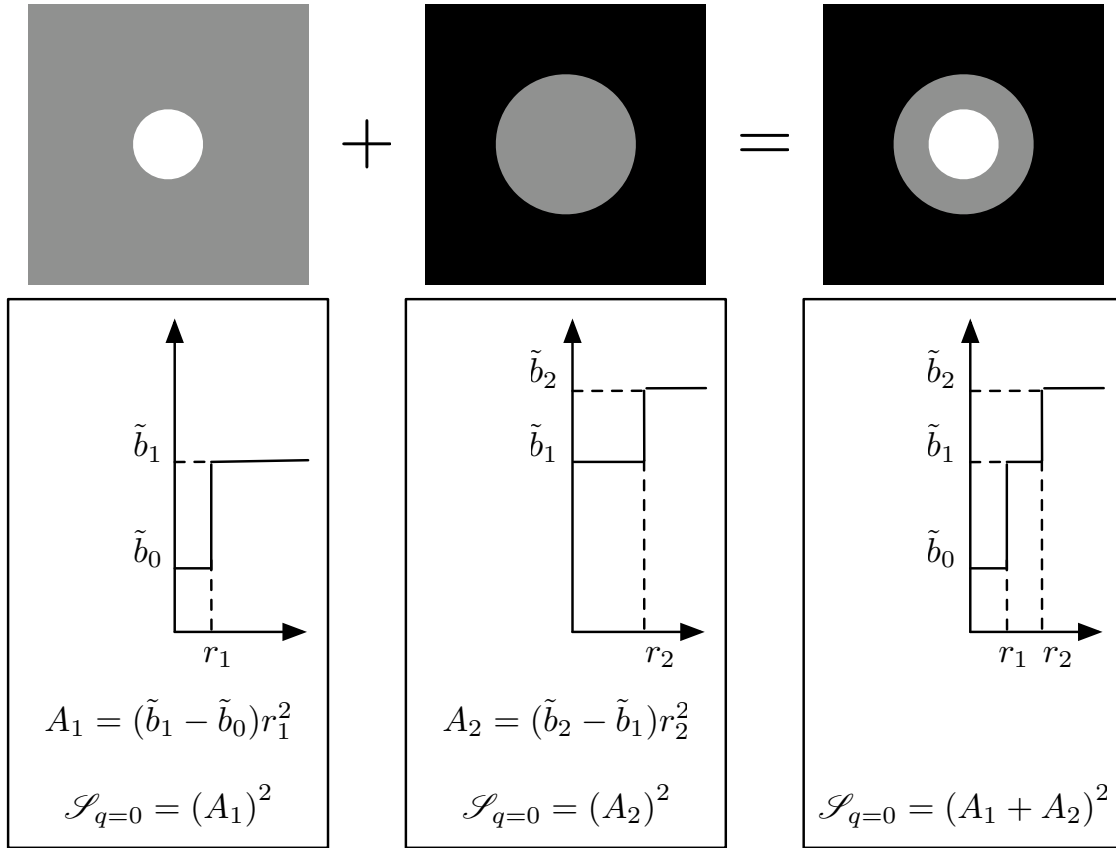 + =
b̃₁
b̃₀
r₁
A₁ = (b̃₁ − b̃₀)r₁²
𝒮_{q=0} = (A₁)²
b̃₂
b̃₁
r₂
A₂ = (b̃₂ − b̃₁)r₂²
𝒮_{q=0} = (A₂)²
b̃₂
b̃₁
b̃₀
r₁ r₂
𝒮_{q=0} = (A₁ + A₂)²